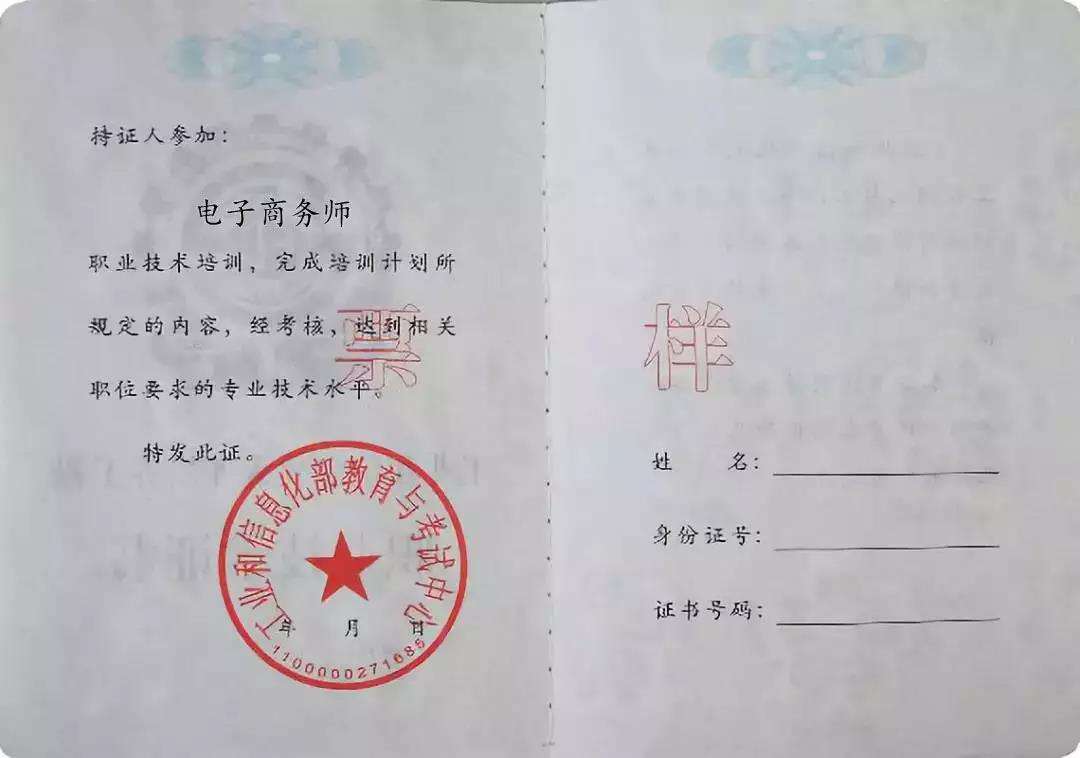 持证人参加：
电子商务师
职业技术培训，完成培训计划所
规定的内容，经考核，达到相关
职位要求的专业技术水平。
特发此证。
工业和信息化部教育与考试中心
年 月 日
1100000271685
票样
姓 名：
身份证号：
证书号码：